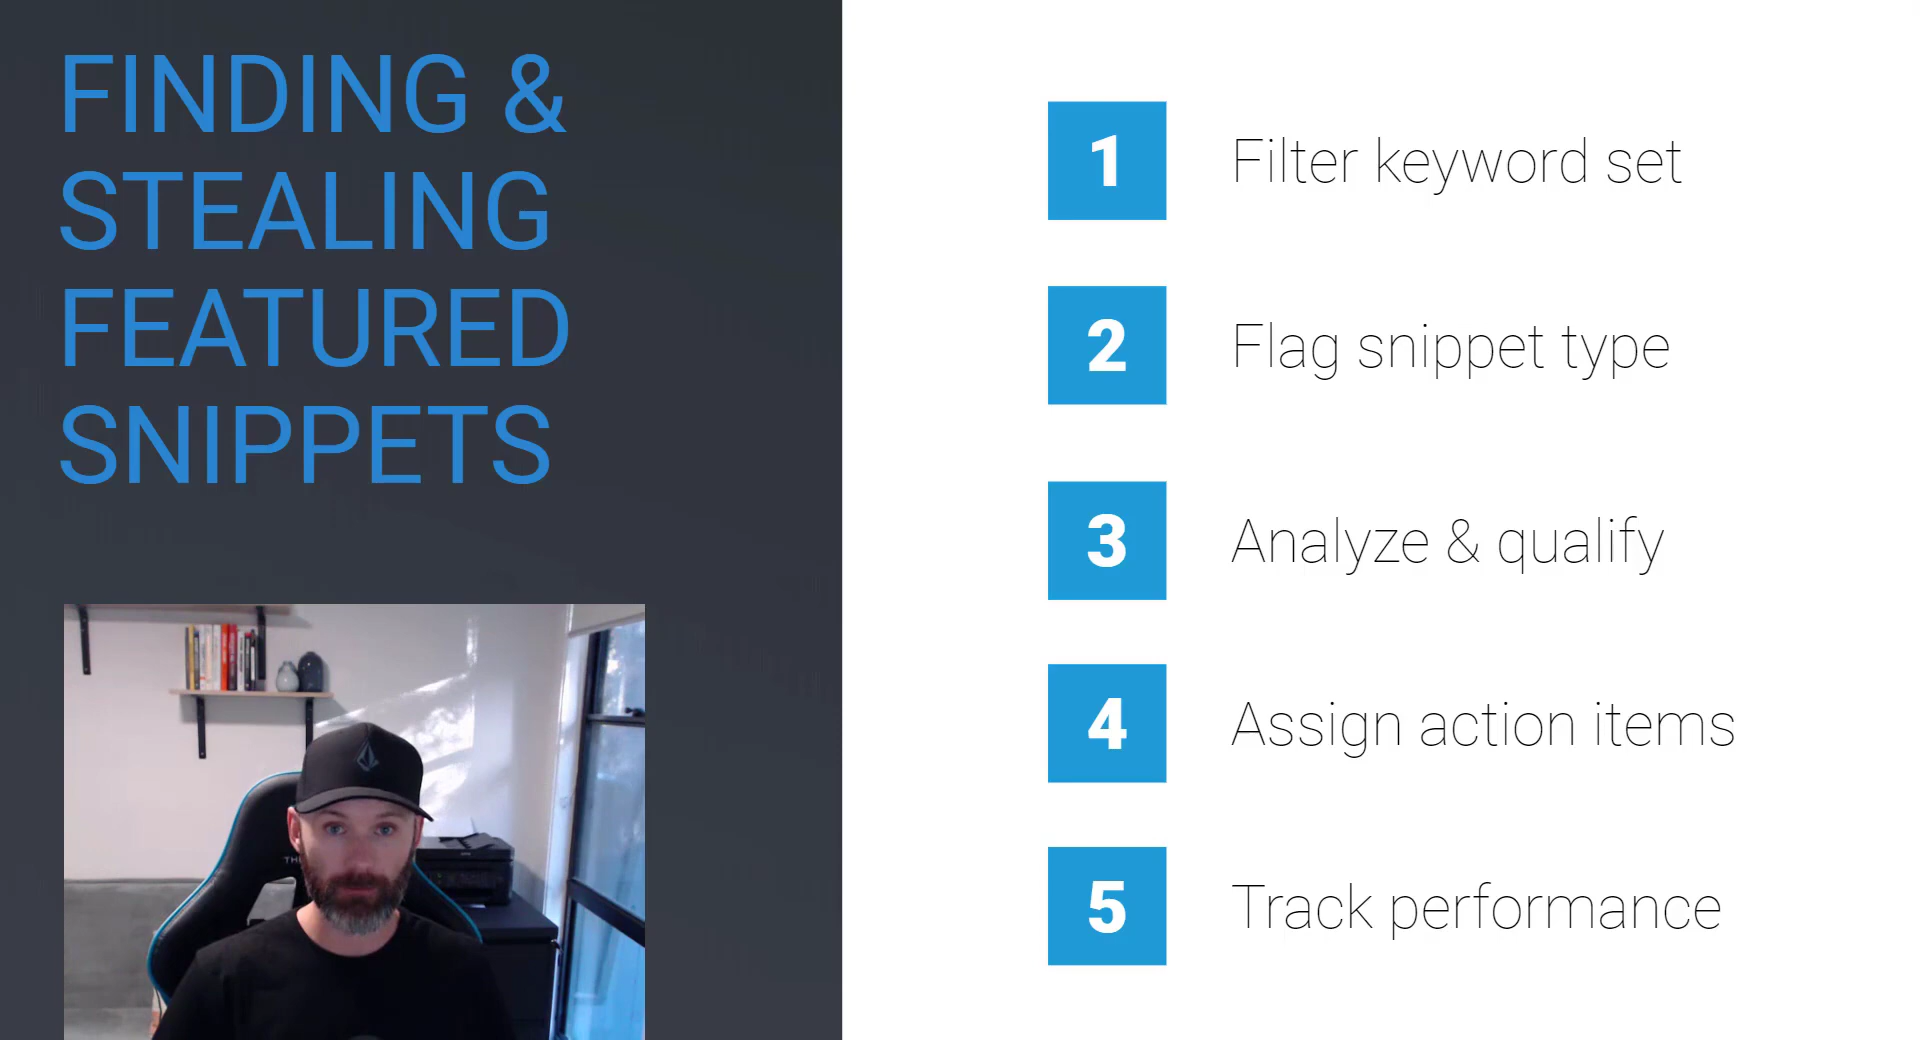 FINDING &
STEALING
FEATURED
SNIPPETS
1 Filter keyword set
2 Flag snippet type
3 Analyze & qualify
4 Assign action items
5 Track performance